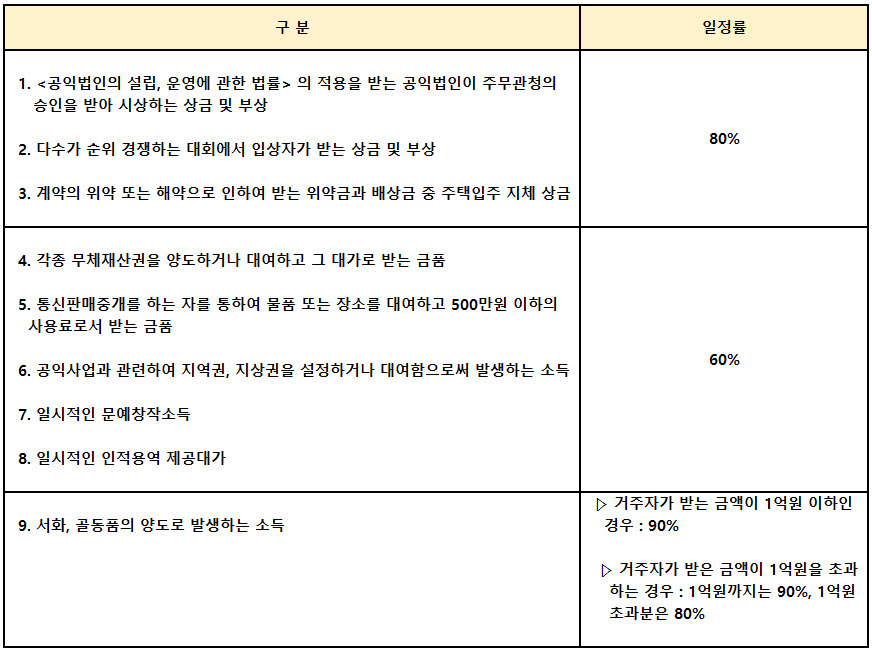 구 분
일정률
1. <공익법인의 설립, 운영에 관한 법률> 의 적용을 받는 공익법인이 주무관청의
승인을 받아 시상하는 상금 및 부상
2. 다수가 순위 경쟁하는 대회에서 입상자가 받는 상금 및 부상
3. 계약의 위약 또는 해약으로 인하여 받는 위약금과 배상금 중 주택입주 지체 상금
80%
4. 각종 무체재산권을 양도하거나 대여하고 그 대가로 받는 금품
5. 통신판매중개를 하는 자를 통하여 물품 또는 장소를 대여하고 500만원 이하의
사용료로서 받는 금품
6. 공익사업과 관련하여 지역권, 지상권을 설정하거나 대여함으로써 발생하는 소득
7. 일시적인 문예창작소득
8. 일시적인 인적용역 제공대가
60%
9. 서화, 골동품의 양도로 발생하는 소득
▷ 거주자가 받는 금액이 1억원 이하인
경우 : 90%
▷ 거주자가 받은 금액이 1억원을 초과
하는 경우 : 1억원까지는 90%, 1억원
초과분은 80%